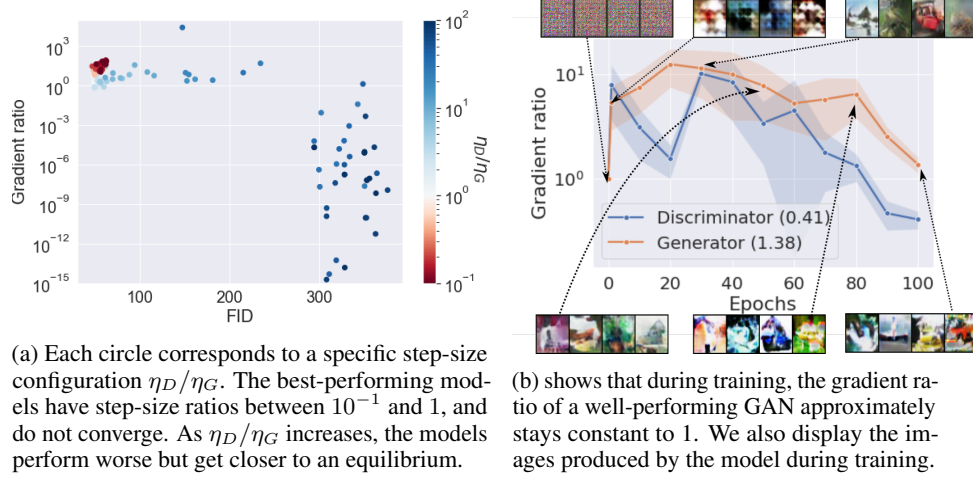 10^3
10^0
10^-3
10^-6
10^-9
10^-12
10^-15
Gradient ratio
100
200
300
FID
10^2
10^1
10^0
10^-1
η_D/η_G
10^1
10^0
Gradient ratio
Discriminator (0.41)
Generator (1.38)
0
20
40
60
80
100
Epochs
(a) Each circle corresponds to a specific step-size
configuration η_D/η_G. The best-performing mod-
els have step-size ratios between 10^-1 and 1, and
do not converge. As η_D/η_G increases, the models
perform worse but get closer to an equilibrium.
(b) shows that during training, the gradient ra-
tio of a well-performing GAN approximately
stays constant to 1. We also display the im-
ages produced by the model during training.